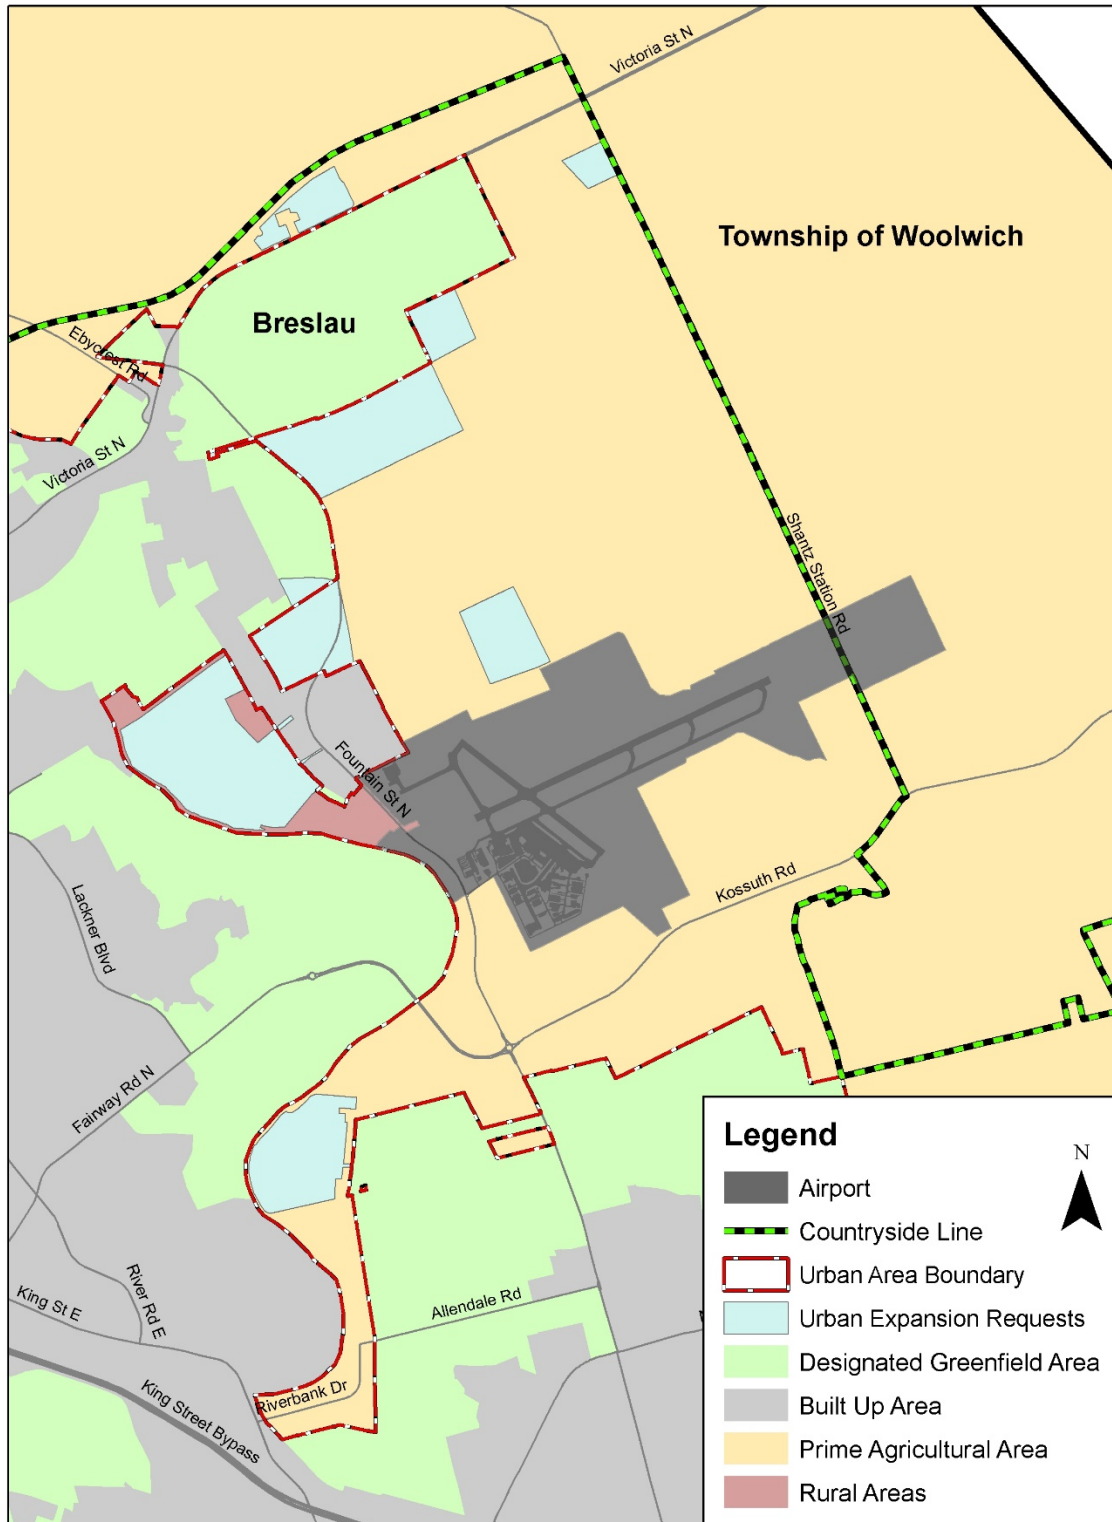 Victoria St N
Township of Woolwich
Breslau
Ebycrest Rd
Victoria St N
Shantz Station Rd
Fountain St N
Kossuth Rd
Lackner Blvd
Fairway Rd N
River Rd E
King St E
Allendale Rd
Riverbank Dr
King Street Bypass
Legend
N
Airport
Countryside Line
Urban Area Boundary
Urban Expansion Requests
Designated Greenfield Area
Built Up Area
Prime Agricultural Area
Rural Areas